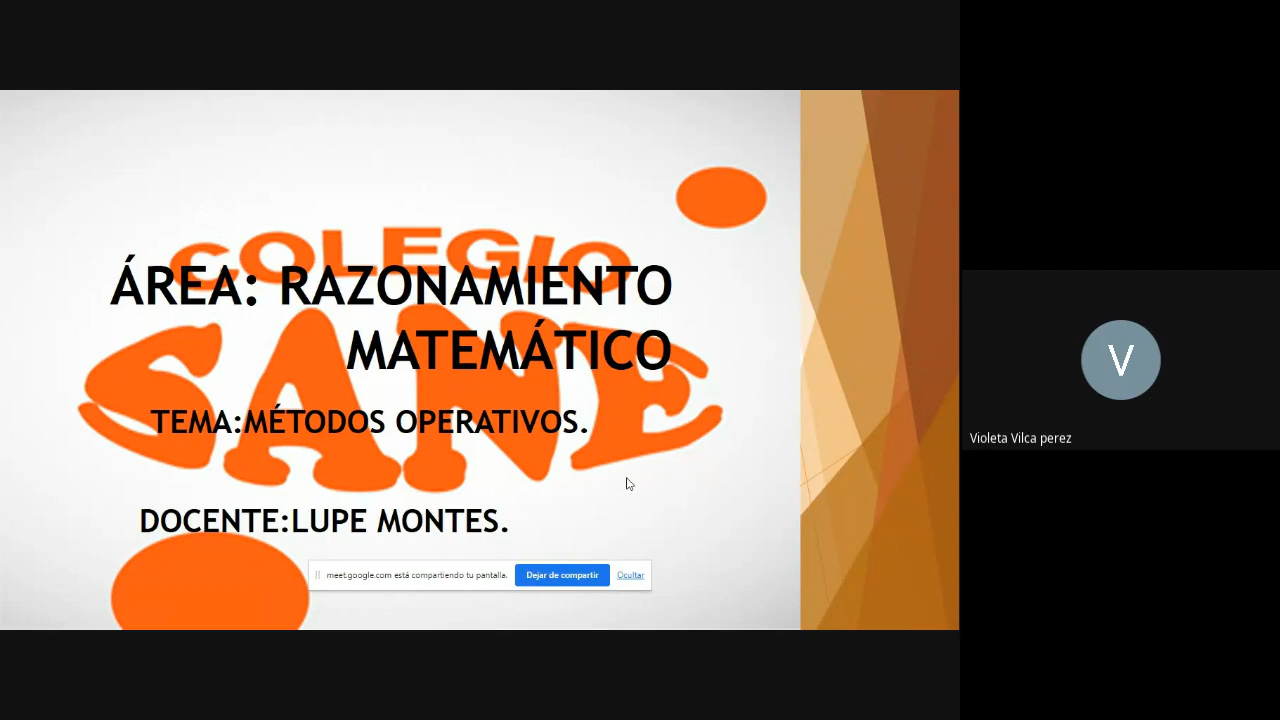 COLEGIO
SANE
ÁREA: RAZONAMIENTO
MATEMÁTICO
TEMA:MÉTODOS OPERATIVOS.
DOCENTE:LUPE MONTES.
meet.google.com está compartiendo tu pantalla.
Dejar de compartir
Ocultar
V
Violeta Vilca perez